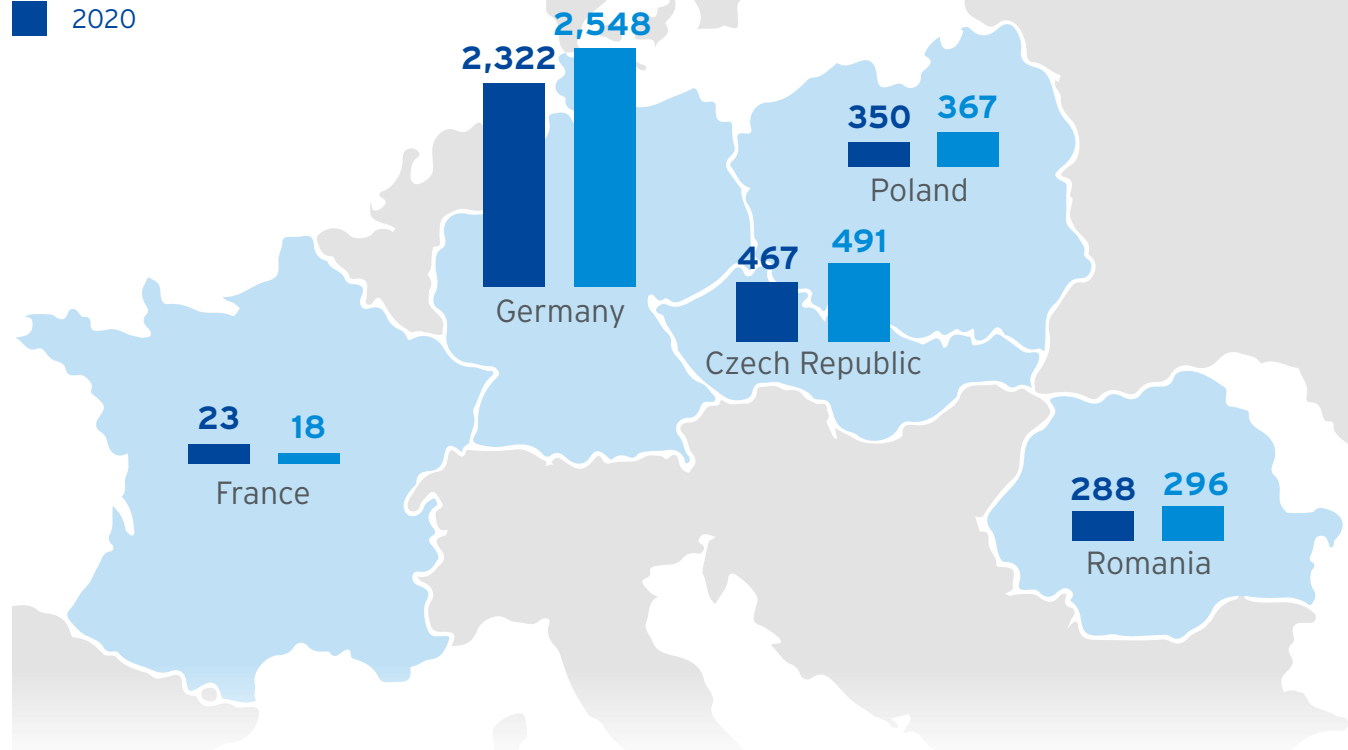 2020
2,322
2,548
Germany
350
367
Poland
467
491
Czech Republic
23
18
France
288
296
Romania